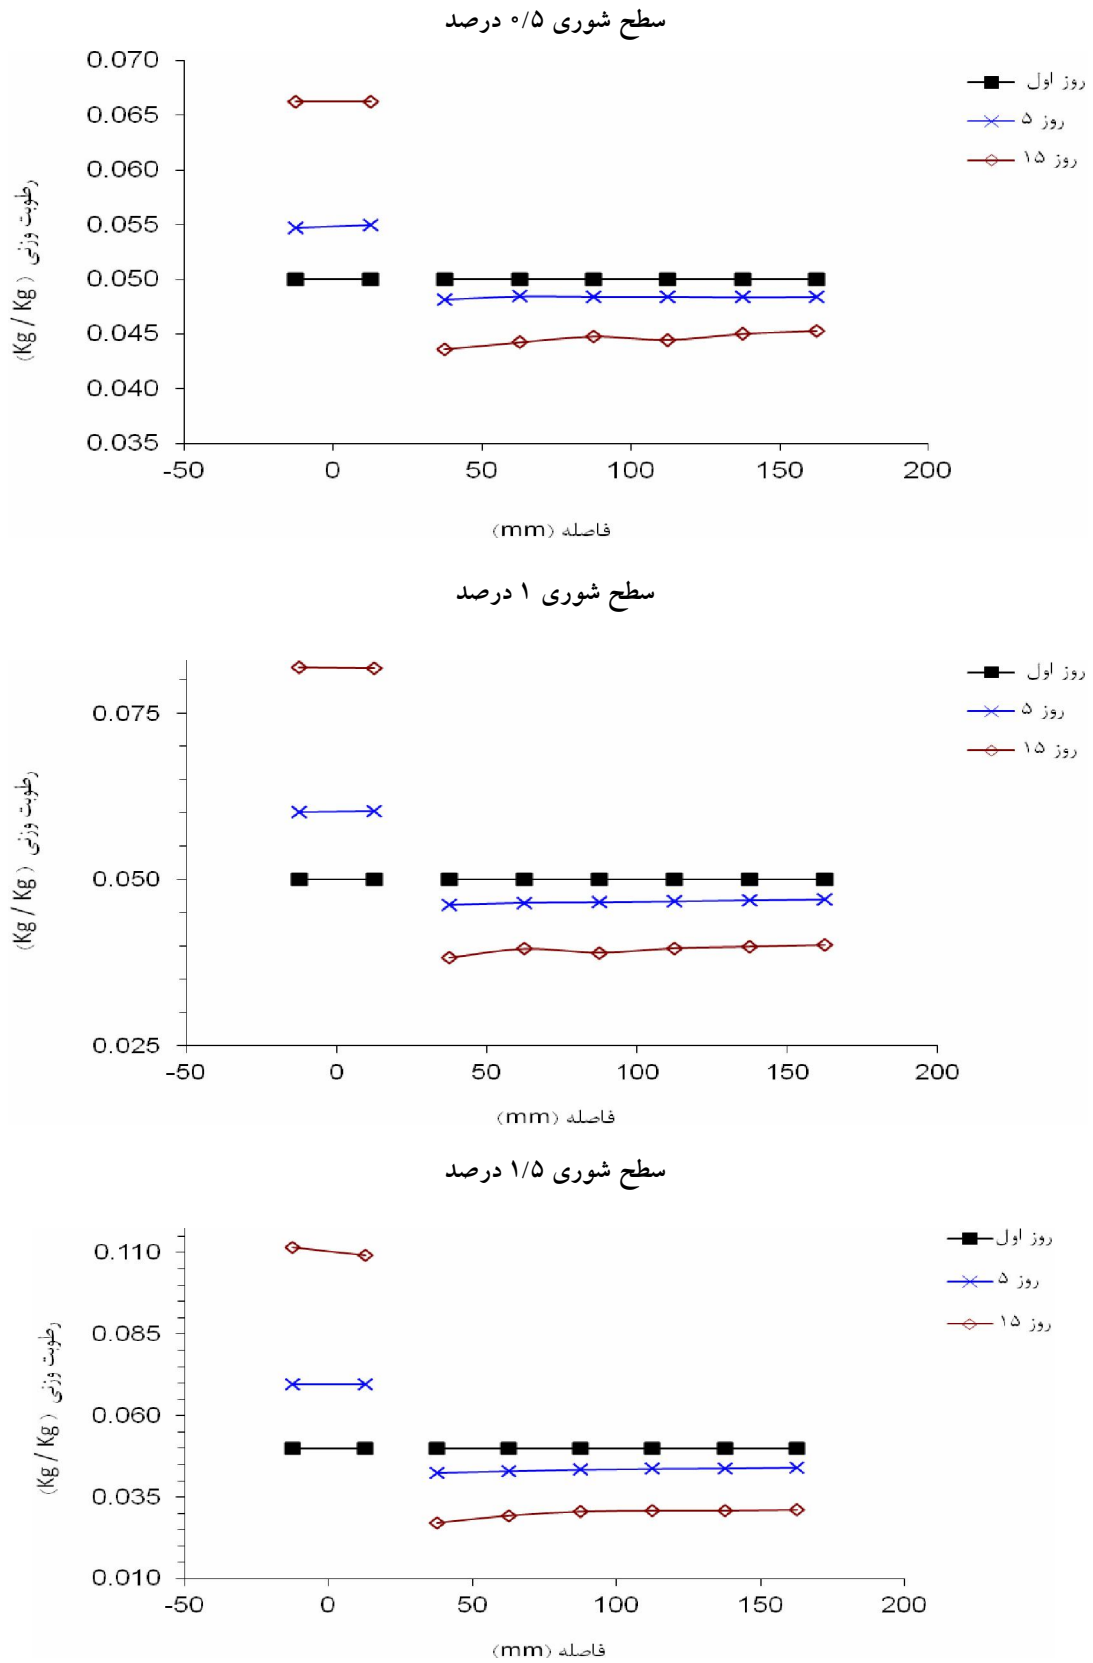 سطح شوری ۰/۵ درصد
0.070
0.065
0.060
0.055
0.050
0.045
0.040
0.035
رطوبت وزنی (Kg / Kg)
-50 0 50 100 150 200
فاصله (mm)
روز اول
روز ۵
روز ۱۵
سطح شوری ۱ درصد
0.075
0.050
0.025
رطوبت وزنی (Kg / Kg)
-50 0 50 100 150 200
فاصله (mm)
روز اول
روز ۵
روز ۱۵
سطح شوری ۱/۵ درصد
0.110
0.085
0.060
0.035
0.010
رطوبت وزنی (Kg / Kg)
-50 0 50 100 150 200
فاصله (mm)
روز اول
روز ۵
روز ۱۵